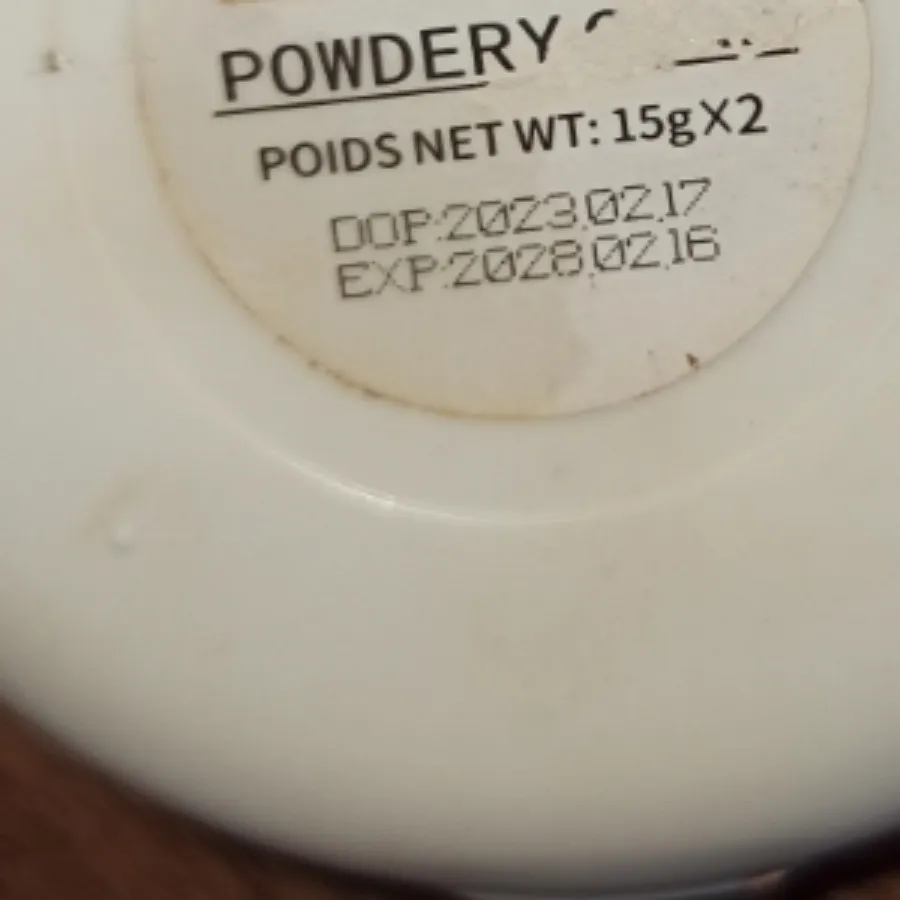 POWDERY
POIDS NET WT: 15gX2
DOP:2023.02.17
EXP:2028.02.16